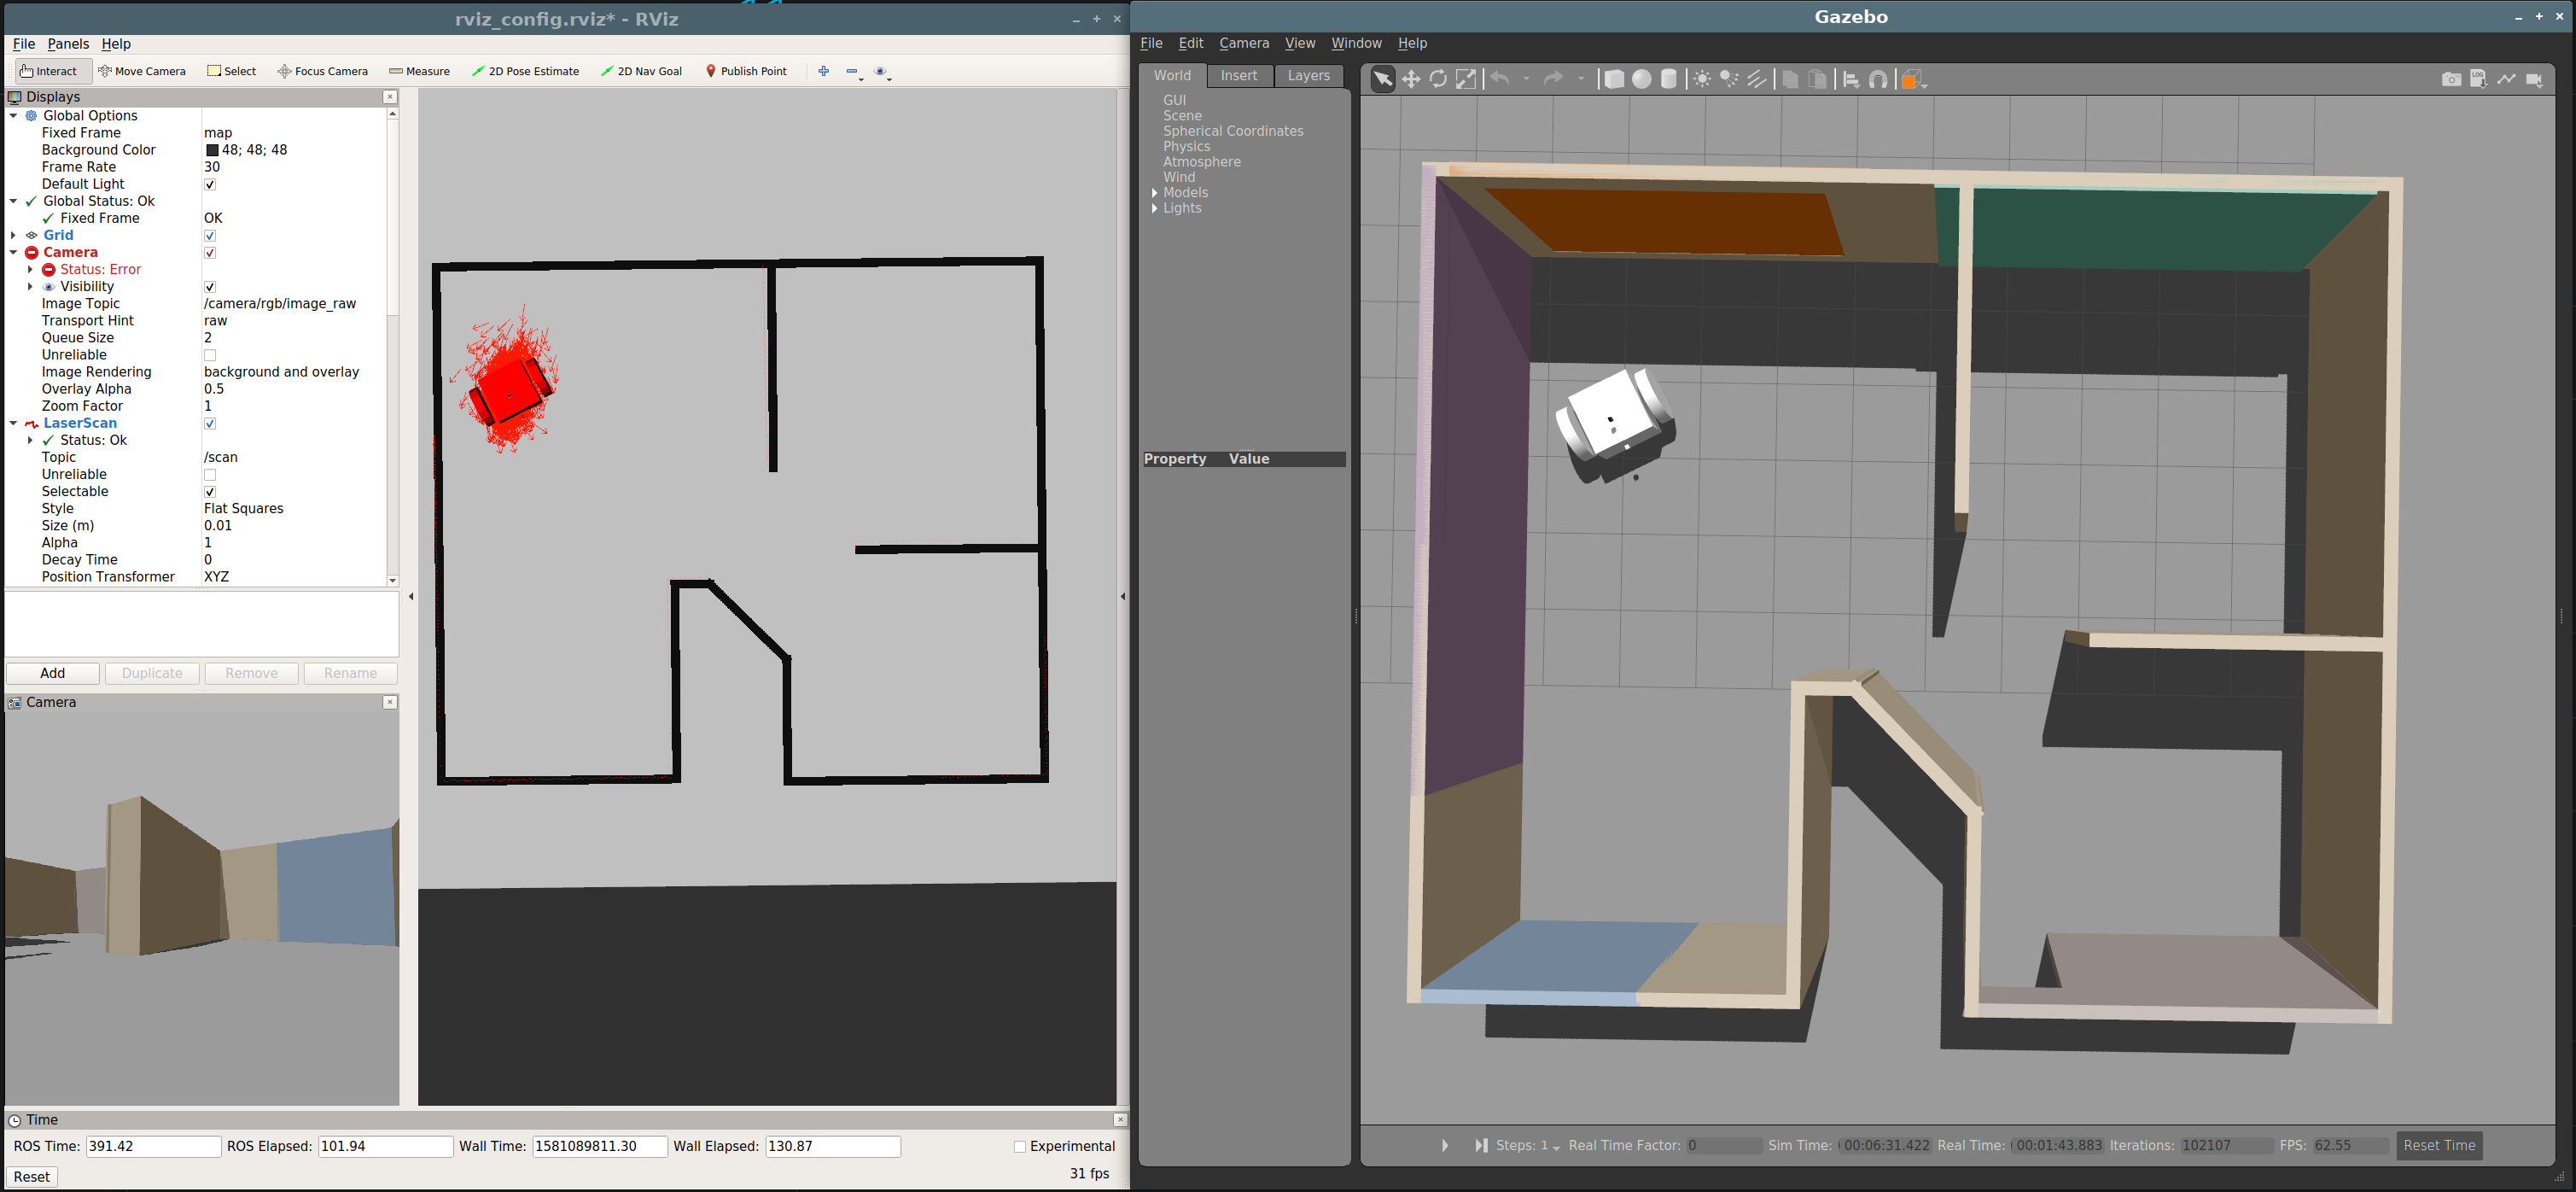 rviz_config.rviz* - RViz
File Panels Help
Interact Move Camera Select Focus Camera Measure 2D Pose Estimate 2D Nav Goal Publish Point
Displays
Global Options
Fixed Frame map
Background Color 48; 48; 48
Frame Rate 30
Default Light
Global Status: Ok
Fixed Frame OK
Grid
Camera
Status: Error
Visibility
Image Topic /camera/rgb/image_raw
Transport Hint raw
Queue Size 2
Unreliable
Image Rendering background and overlay
Overlay Alpha 0.5
Zoom Factor 1
LaserScan
Status: Ok
Topic /scan
Unreliable
Selectable
Style Flat Squares
Size (m) 0.01
Alpha 1
Decay Time 0
Position Transformer XYZ
Add Duplicate Remove Rename
Camera
Time
ROS Time: 391.42 ROS Elapsed: 101.94 Wall Time: 1581089811.30 Wall Elapsed: 130.87 Experimental
Reset 31 fps
Gazebo
File Edit Camera View Window Help
World Insert Layers
LOG
GUI
Scene
Spherical Coordinates
Physics
Atmosphere
Wind
Models
Lights
Property Value
Steps: 1 Real Time Factor: 0 Sim Time: 00:06:31.422 Real Time: 00:01:43.883 Iterations: 102107 FPS: 62.55 Reset Time